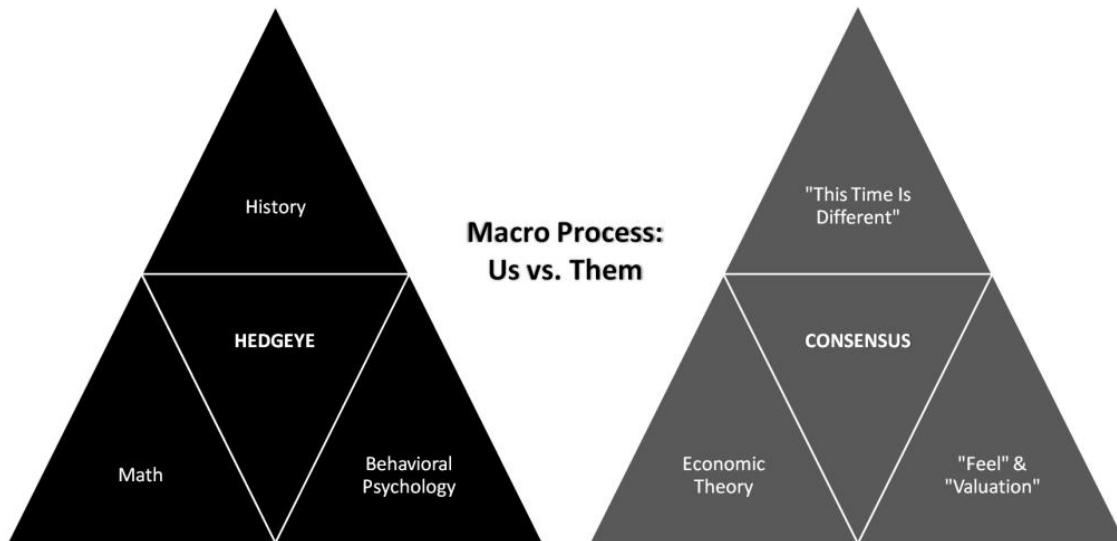 History
HEDGEYE
Math
Behavioral
Psychology
Macro Process:
Us vs. Them
"This Time Is
Different"
CONSENSUS
Economic
Theory
"Feel" &
"Valuation"